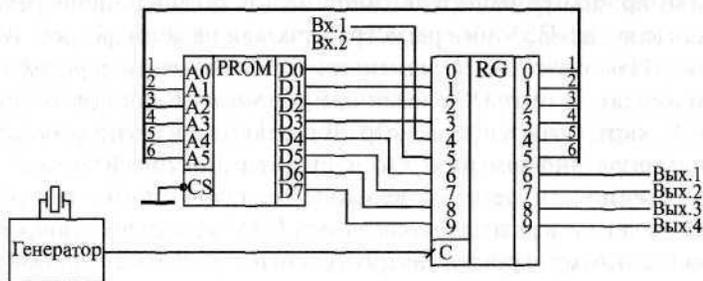 Вх.1
Вх.2
1 A0 PROM D0 0 RG 0 1
2 A1 D1 1 1 2
3 A2 D2 2 2 3
4 A3 D3 3 3 4
5 A4 D4 4 4 5
6 A5 D5 5 5 6
D6 6 6 Вых.1
CS D7 7 7 Вых.2
8 8 Вых.3
9 9 Вых.4
Генератор C